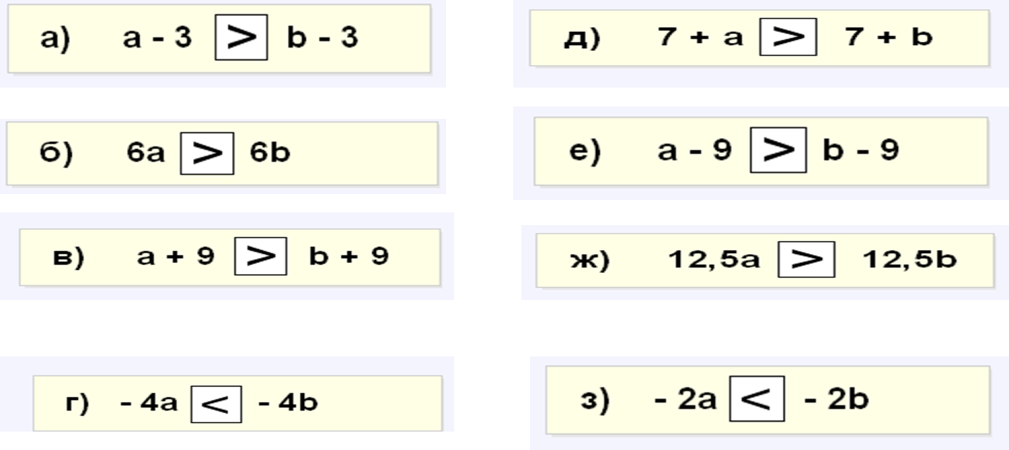 а) a - 3 > b - 3
б) 6a > 6b
в) a + 9 > b + 9
г) - 4a < - 4b
д) 7 + a > 7 + b
е) a - 9 > b - 9
ж) 12,5a > 12,5b
з) - 2a < - 2b